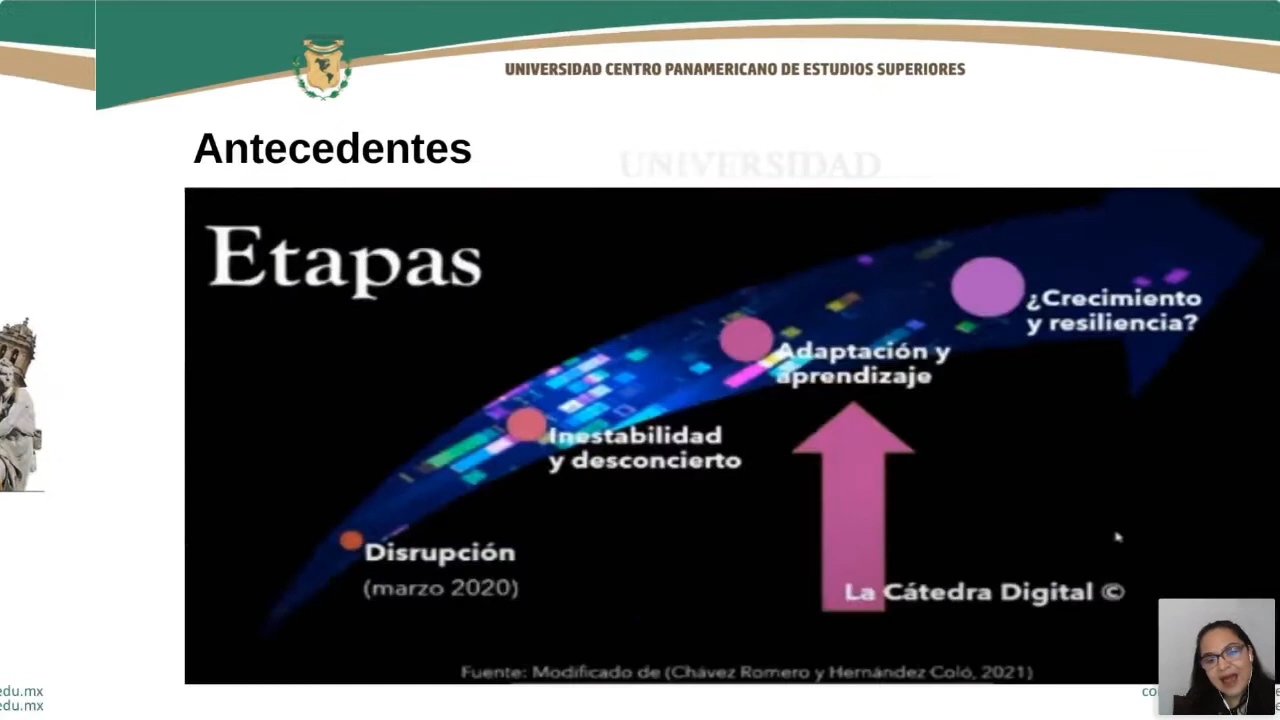 UNIVERSIDAD CENTRO PANAMERICANO DE ESTUDIOS SUPERIORES
Antecedentes
UNIVERSIDAD
Etapas
¿Crecimiento
y resiliencia?
Adaptación y
aprendizaje
Inestabilidad
y desconcierto
Disrupción
(marzo 2020)
La Cátedra Digital ©
Fuente: Modificado de (Chávez Romero y Hernández Coló, 2021)
edu.mx
edu.mx